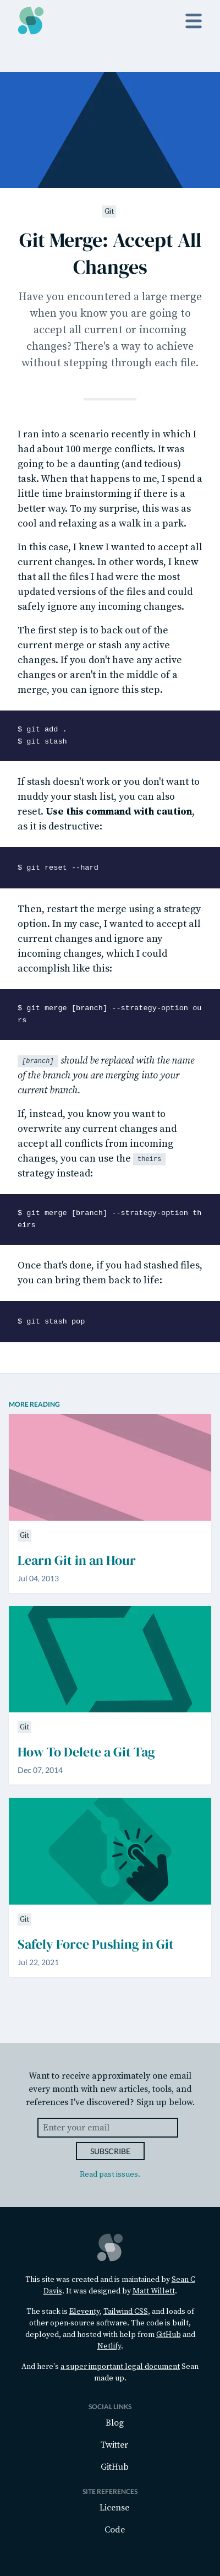 Git
Git Merge: Accept All
Changes
Have you encountered a large merge
when you know you are going to
accept all current or incoming
changes? There's a way to achieve
without stepping through each file.
I ran into a scenario recently in which I
had about 100 merge conflicts. It was
going to be a daunting (and tedious)
task. When that happens to me, I spend a
little time brainstorming if there is a
better way. To my surprise, this was as
cool and relaxing as a walk in a park.
In this case, I knew I wanted to accept all
current changes. In other words, I knew
that all the files I had were the most
updated versions of the files and could
safely ignore any incoming changes.
The first step is to back out of the
current merge or stash any active
changes. If you don't have any active
changes or aren't in the middle of a
merge, you can ignore this step.
$ git add .
$ git stash
If stash doesn't work or you don't want to
muddy your stash list, you can also
reset. Use this command with caution,
as it is destructive:
$ git reset --hard
Then, restart the merge using a strategy
option. In my case, I wanted to accept all
current changes and ignore any
incoming changes, which I could
accomplish like this:
$ git merge [branch] --strategy-option ou
rs
[branch] should be replaced with the name
of the branch you are merging into your
current branch.
If, instead, you know you want to
overwrite any current changes and
accept all conflicts from incoming
changes, you can use the theirs
strategy instead:
$ git merge [branch] --strategy-option th
eirs
Once that's done, if you had stashed files,
you can bring them back to life:
$ git stash pop
MORE READING
Git
Learn Git in an Hour
Jul 04, 2013
Git
How To Delete a Git Tag
Dec 07, 2014
Git
Safely Force Pushing in Git
Jul 22, 2021
Want to receive approximately one email
every month with new articles, tools, and
references I've discovered? Sign up below.
Enter your email
SUBSCRIBE
Read past issues.
This site was created and is maintained by Sean C
Davis. It was designed by Matt Willett.
The stack is Eleventy, Tailwind CSS, and loads of
other open-source software. The code is built,
deployed, and hosted with help from GitHub and
Netlify.
And here's a super important legal document Sean
made up.
SOCIAL LINKS
Blog
Twitter
GitHub
SITE REFERENCES
License
Code